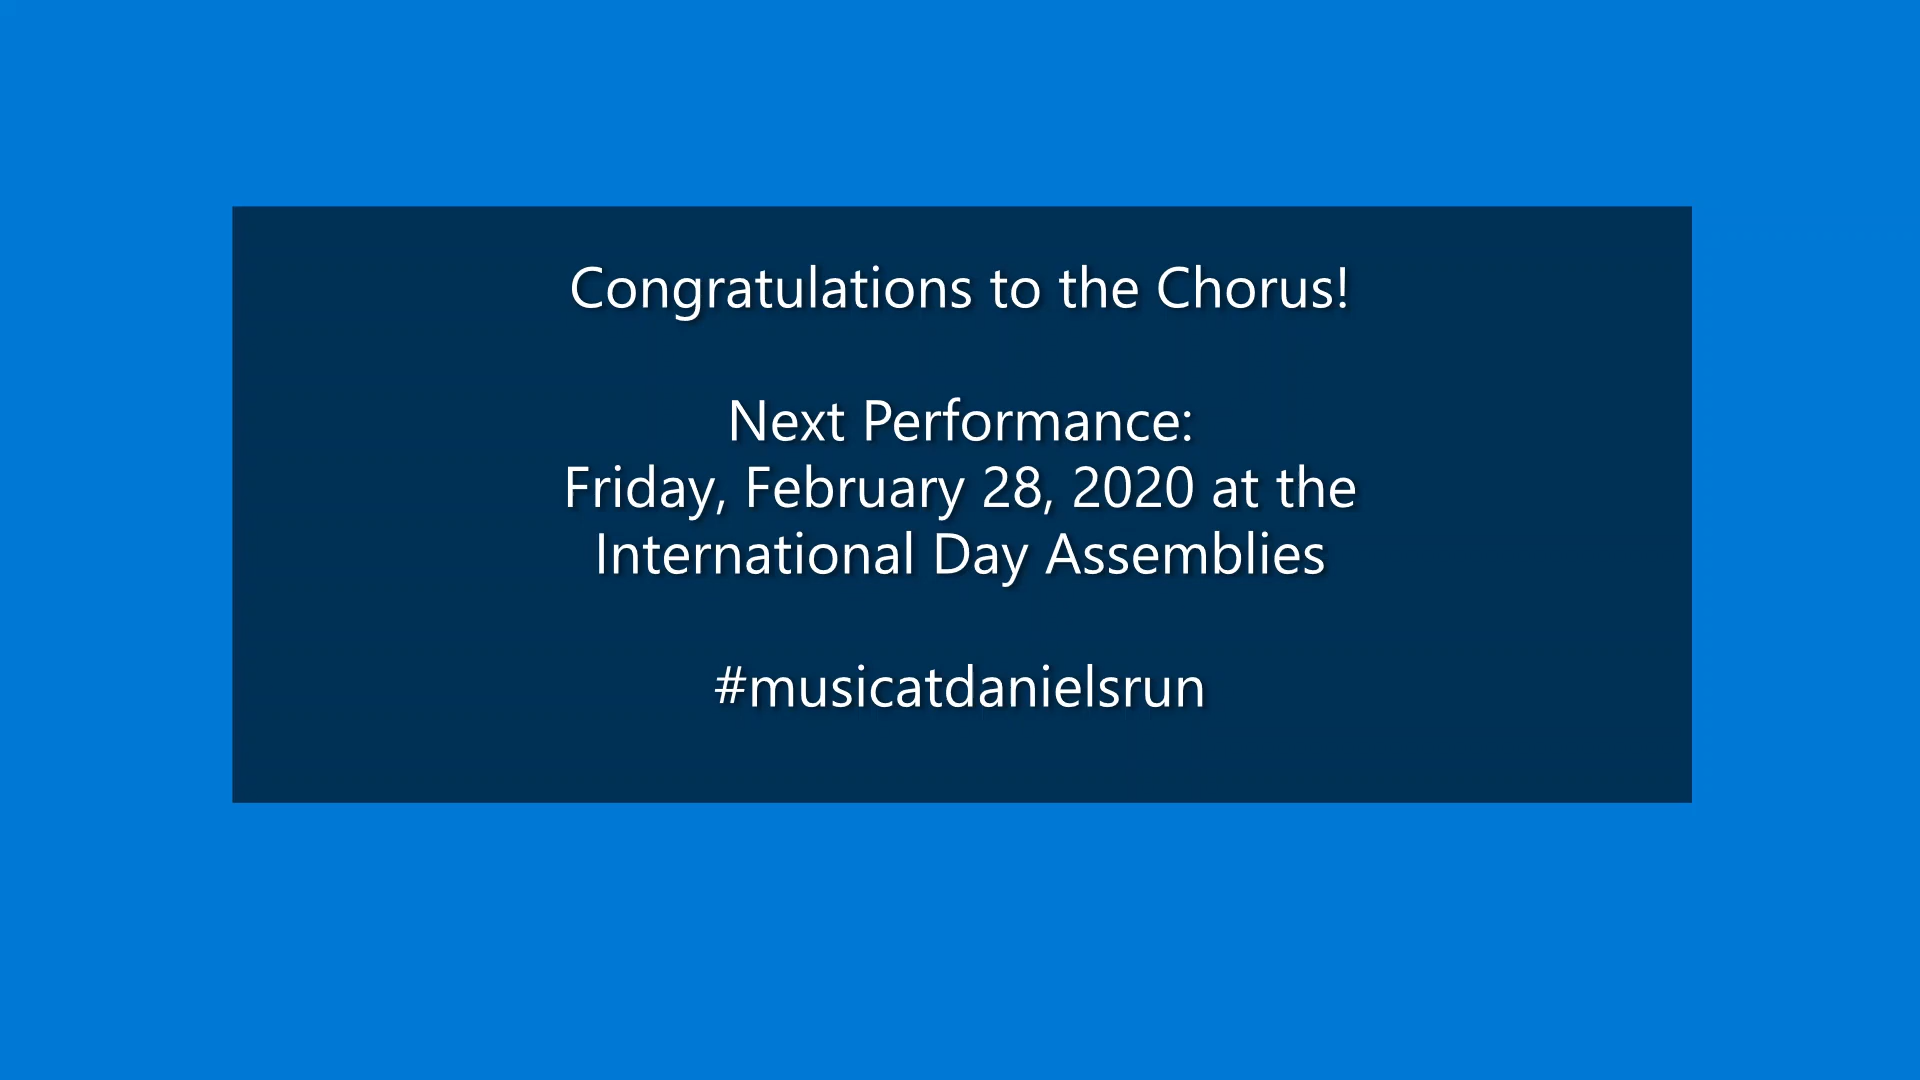 Congratulations to the Chorus!
Next Performance:
Friday, February 28, 2020 at the
International Day Assemblies
#musicatdanielsrun